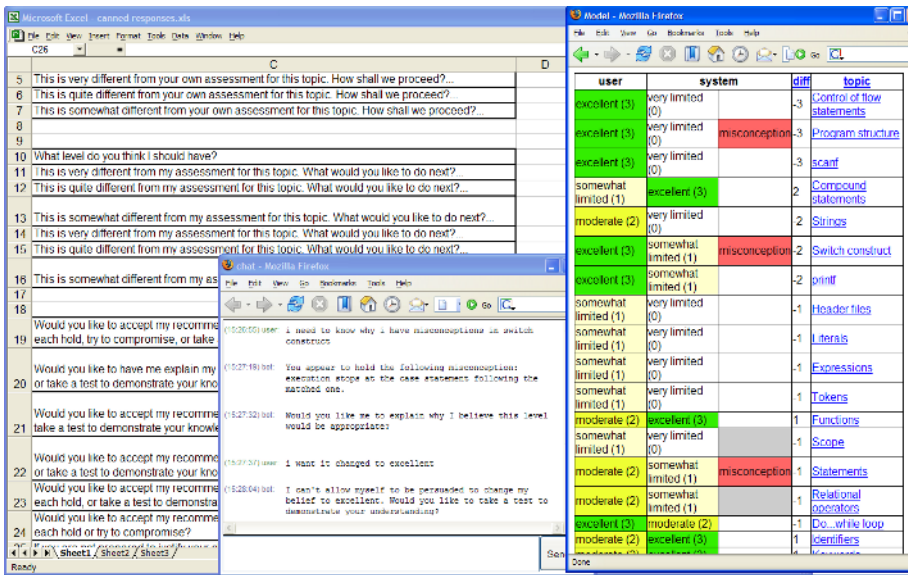 Microsoft Excel - canned responses.xls
File Edit View Insert Format Tools Data Window Help
C26 =
C D
5 This is very different from your own assessment for this topic. How shall we proceed?...
6 This is quite different from your own assessment for this topic. How shall we proceed?...
7 This is somewhat different from your own assessment for this topic. How shall we proceed?...
8
9
10 What level do you think I should have?
11 This is very different from my assessment for this topic. What would you like to do next?...
12 This is quite different from my assessment for this topic. What would you like to do next?...
13 This is somewhat different from my assessment for this topic. What would you like to do next?...
14 This is very different from my assessment for this topic. What would you like to do next?...
15 This is quite different from my assessment for this topic. What would you like to do next?...
16 This is somewhat different from my as
17
18
Would you like to accept my recomme
19 each hold, try to compromise, or take
Would you like to have me explain my
20 or take a test to demonstrate your kno
Would you like to accept my recomme
21 take a test to demonstrate your knowle
Would you like to accept my recomme
22 or take a test to demonstrate your kno
Would you like to accept my recomme
23 each hold, or take a test to demonstra
Would you like to accept my recomme
24 each hold or try to compromise?
Sheet1 / Sheet2 / Sheet3 /
Ready
chat - Mozilla Firefox
File Edit View Go Bookmarks Tools Help
Go
(15:26:55) user i need to know why i have misconceptions in switch
construct
(15:27:19) bot: You appear to hold the following misconception:
execution stops at the case statement following the
matched one.
(15:27:32) bot: Would you like me to explain why I believe this level
would be appropriate?
(15:27:37) user i want it changed to excellent
(15:28:04) bot: I can't allow myself to be persuaded to change my
belief to excellent. Would you like to take a test to
demonstrate your understanding?
Sen
Model - Mozilla Firefox
File Edit View Go Bookmarks Tools Help
Go
user system diff topic
excellent (3) very limited (0) -3 Control of flow statements
excellent (3) very limited (0) misconception -3 Program structure
excellent (3) very limited (0) -3 scanf
somewhat limited (1) excellent (3) 2 Compound statements
moderate (2) very limited (0) -2 Strings
excellent (3) somewhat limited (1) misconception -2 Switch construct
excellent (3) somewhat limited (1) -2 printf
somewhat limited (1) very limited (0) -1 Header files
somewhat limited (1) very limited (0) -1 Literals
somewhat limited (1) very limited (0) -1 Expressions
somewhat limited (1) very limited (0) -1 Tokens
moderate (2) excellent (3) 1 Functions
somewhat limited (1) very limited (0) -1 Scope
moderate (2) somewhat limited (1) misconception -1 Statements
moderate (2) somewhat limited (1) -1 Relational operators
excellent (3) moderate (2) -1 Do...while loop
moderate (2) excellent (3) 1 Identifiers
Done